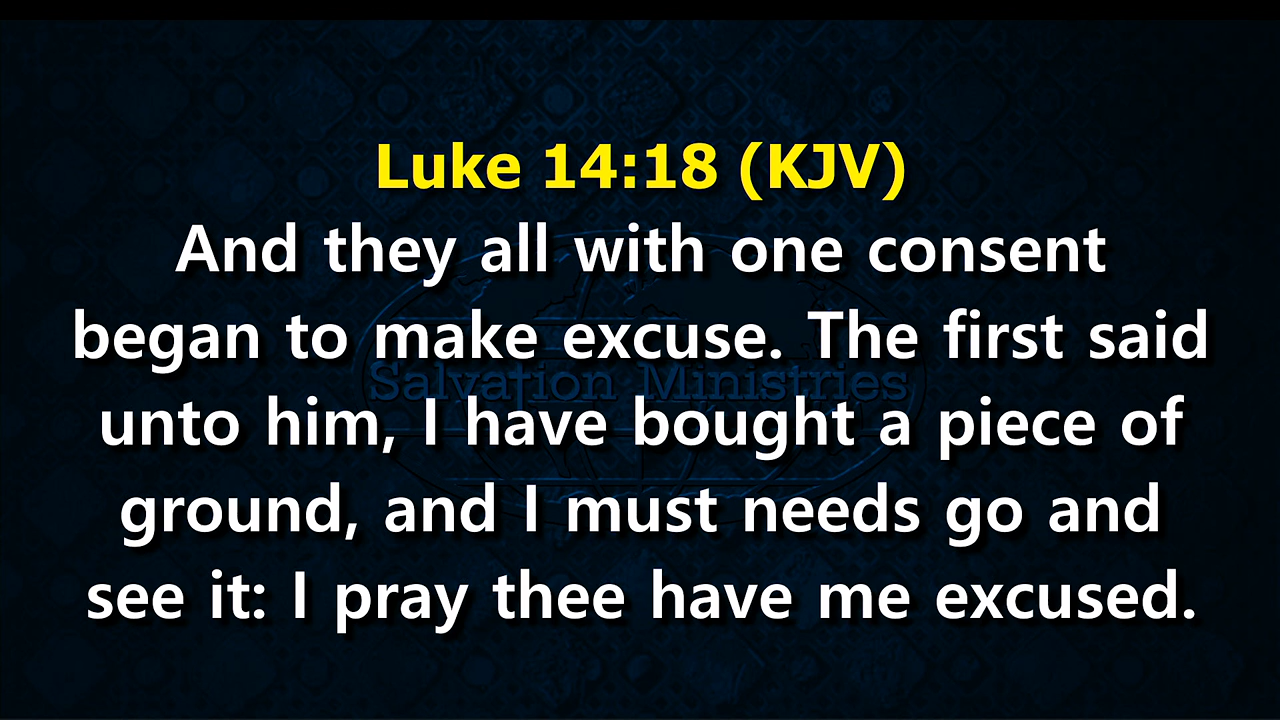 Luke 14:18 (KJV)
And they all with one consent
began to make excuse. The first said
Salvation Ministries
unto him, I have bought a piece of
ground, and I must needs go and
see it: I pray thee have me excused.